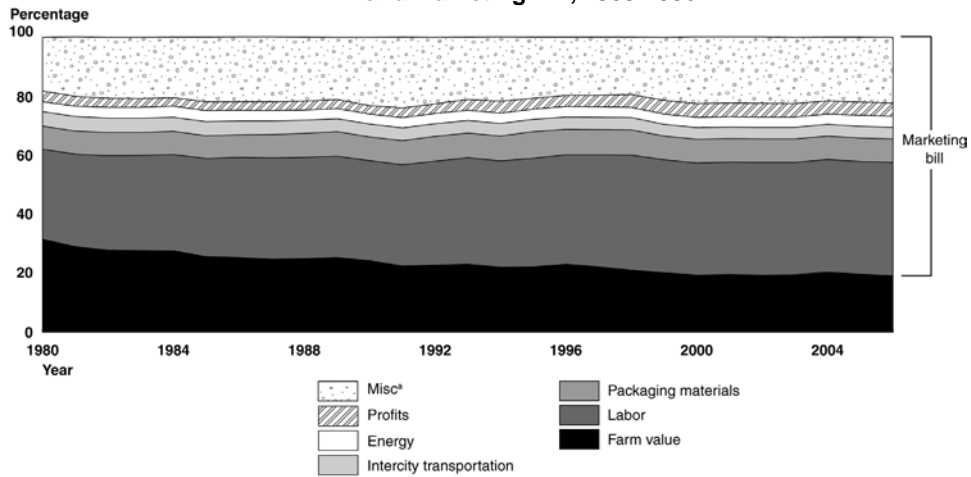 Percentage
100
80
60
40
20
0
1980
1984
1988
1992
1996
2000
2004
Year
Marketing
bill
Miscᵃ
Profits
Energy
Intercity transportation
Packaging materials
Labor
Farm value